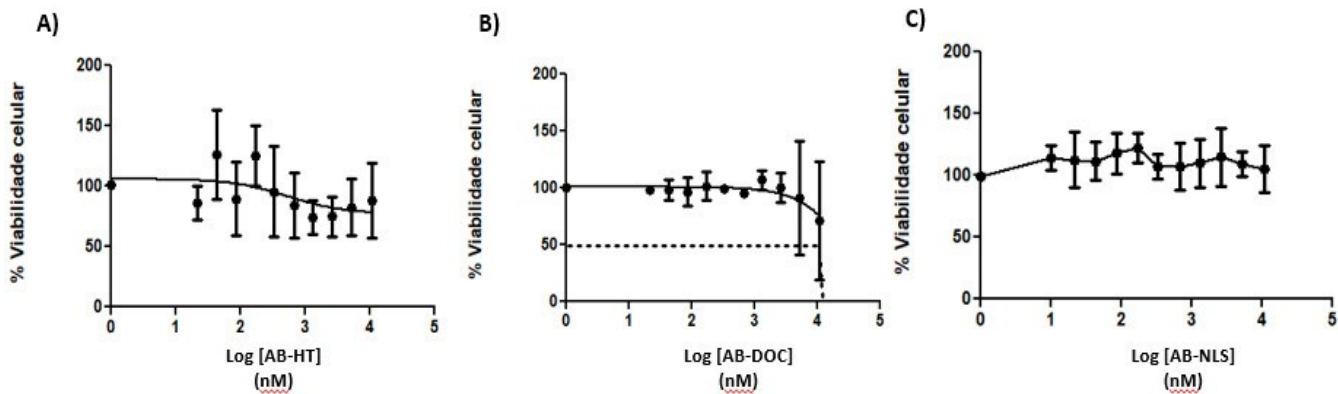 A)
% Viabilidade celular
200
150
100
50
0
0 1 2 3 4 5
Log [AB-HT]
(nM)
B)
% Viabilidade celular
200
150
100
50
0
0 1 2 3 4 5
Log [AB-DOC]
(nM)
C)
% Viabilidade celular
200
150
100
50
0
0 1 2 3 4 5
Log [AB-NLS]
(nM)